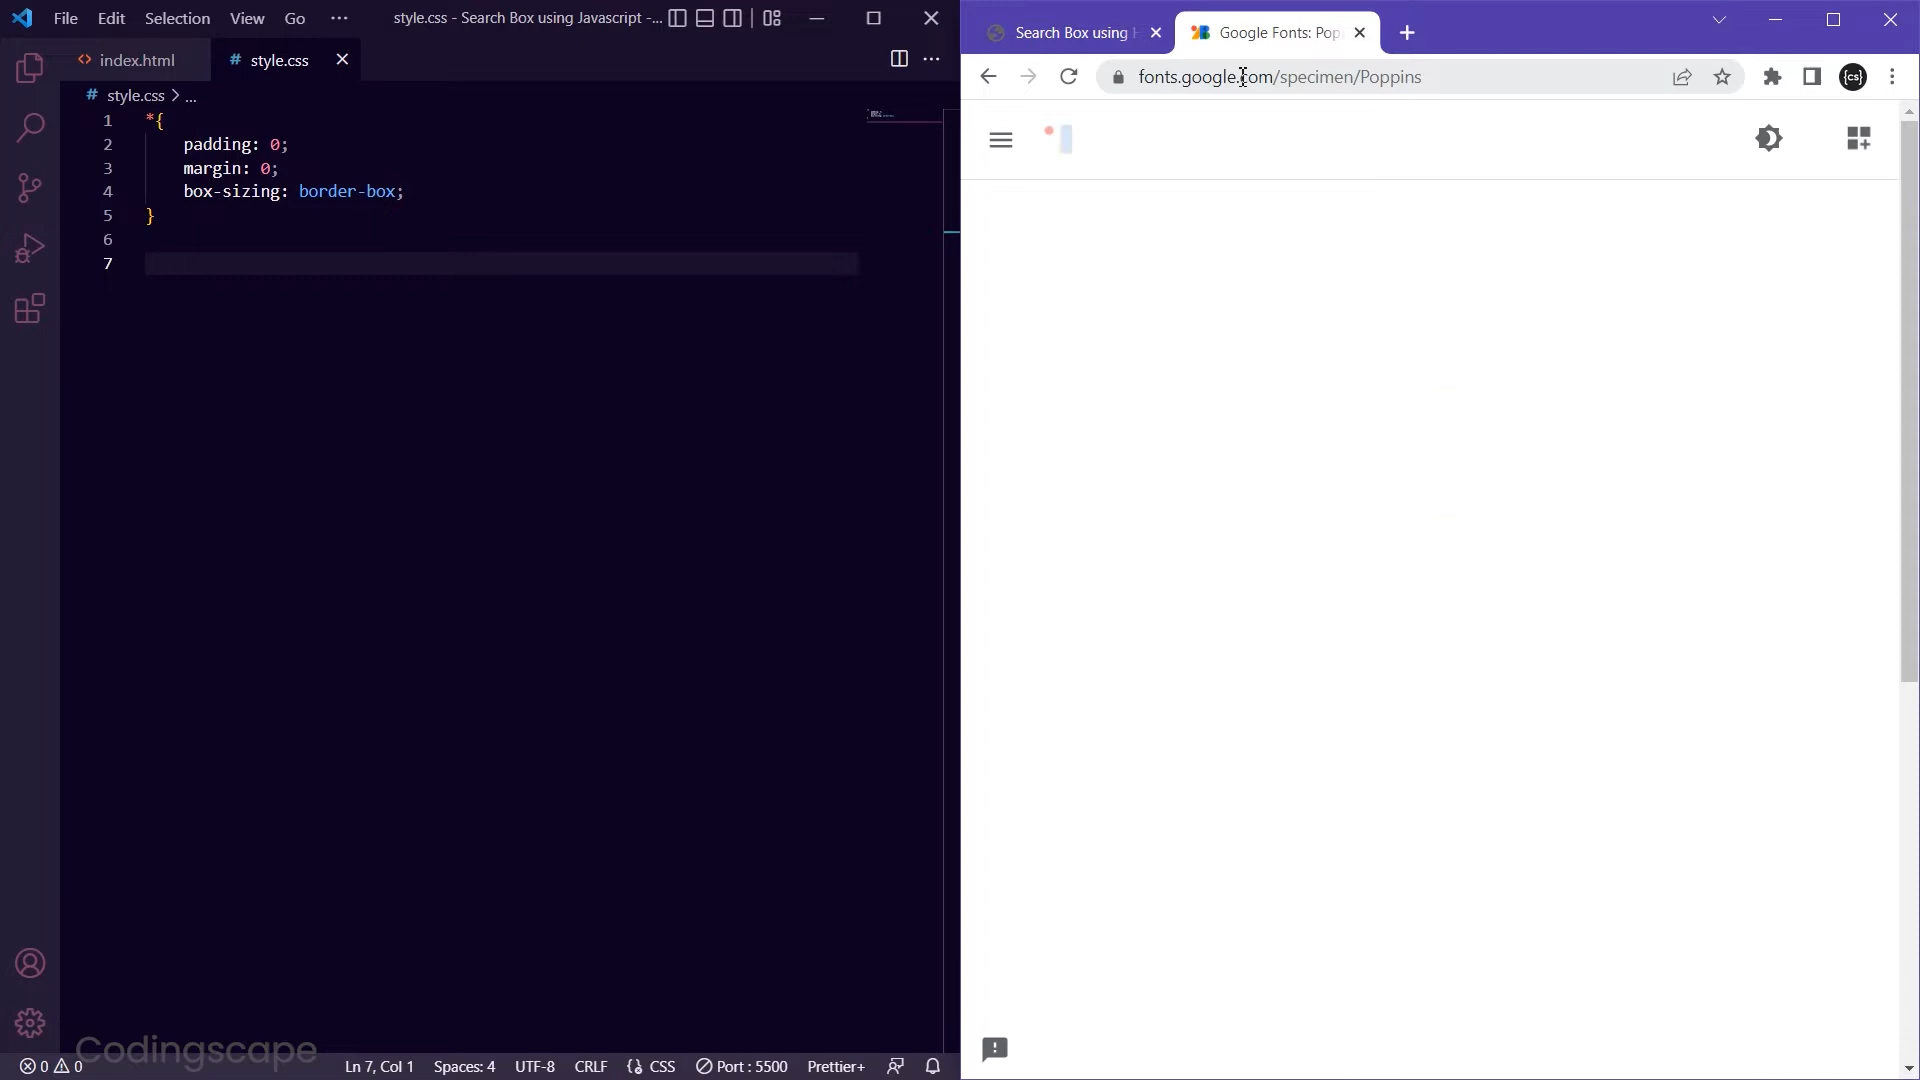 File Edit Selection View Go ···
style.css - Search Box using Javascript -...
index.html
# style.css
# style.css > ...
1 *{
2 padding: 0;
3 margin: 0;
4 box-sizing: border-box;
5 }
6
7
Codingscape
0 0
Ln 7, Col 1
Spaces: 4
UTF-8
CRLF
CSS
Port : 5500
Prettier+
Search Box using
Google Fonts: Pop
fonts.google.com/specimen/Poppins
{cs}